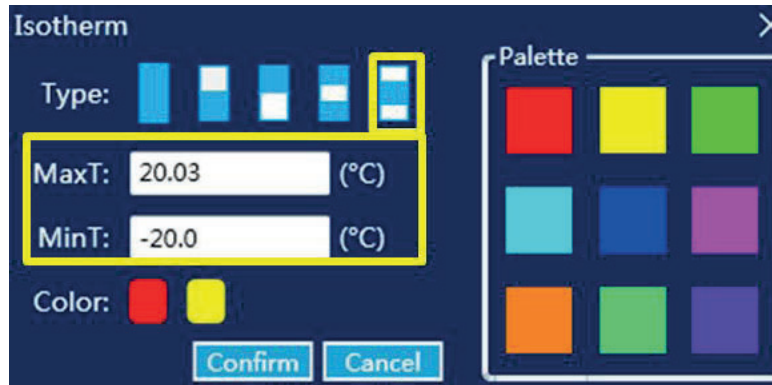 Isotherm
Palette
Type:
MaxT: 20.03 (°C)
MinT: -20.0 (°C)
Color:
Confirm Cancel